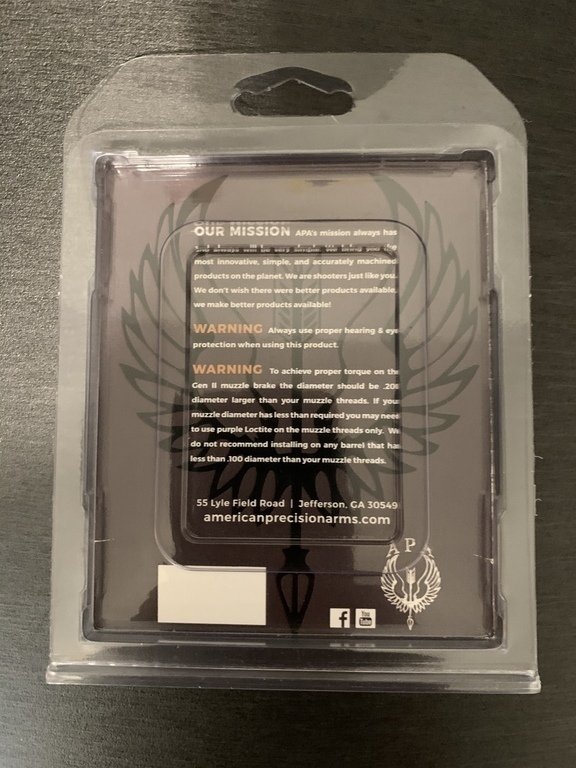 OUR MISSION APA's mission always has
most innovative, simple, and accurately machined
products on the planet. We are shooters just like you.
We don't wish there were better products available,
we make better products available!
WARNING Always use proper hearing & eye
protection when using this product.
WARNING To achieve proper torque on the
Gen II muzzle brake the diameter should be .208
diameter larger than your muzzle threads. If your
muzzle diameter has less than required you may need
to use purple Loctite on the muzzle threads only. We
do not recommend installing on any barrel that has
less than .100 diameter than your muzzle threads.
55 Lyle Field Road | Jefferson, GA 30549
americanprecisionarms.com
A P A
f You Tube